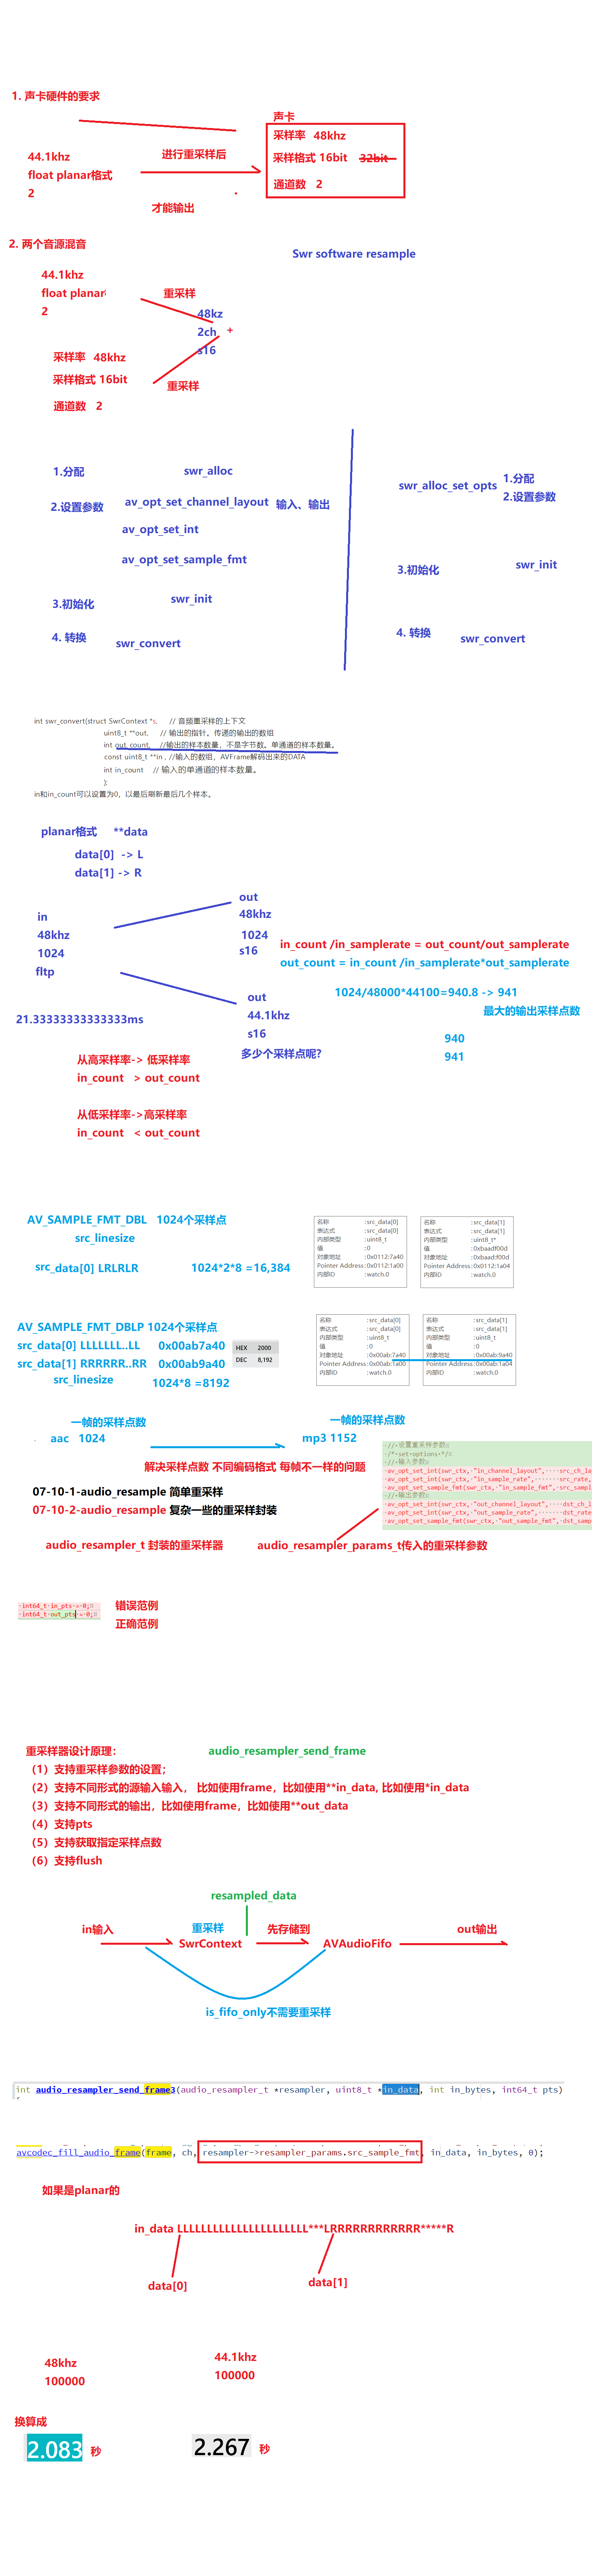 1. 声卡硬件的要求
声卡
采样率 48khz
采样格式 16bit 32bit
通道数 2
44.1khz
float planar格式
2
进行重采样后
才能输出
2. 两个音源混音
Swr software resample
44.1khz
float planar
2
重采样
48kz
2ch
s16
+
采样率 48khz
采样格式 16bit
通道数 2
重采样
1.分配 swr_alloc
2.设置参数 av_opt_set_channel_layout 输入、输出
av_opt_set_int
av_opt_set_sample_fmt
3.初始化 swr_init
4. 转换 swr_convert
swr_alloc_set_opts 1.分配
2.设置参数
3.初始化 swr_init
4. 转换 swr_convert
int swr_convert(struct SwrContext *s, // 音频重采样的上下文
uint8_t **out, // 输出的指针。传递的输出的数组
int out_count, //输出的样本数量，不是字节数。单通道的样本数量。
const uint8_t **in , //输入的数组，AVFrame解码出来的DATA
int in_count // 输入的单通道的样本数量。
);
in和in_count可以设置为0，以最后刷新最后几个样本。
planar格式 **data
data[0] -> L
data[1] -> R
in
48khz
1024
fltp
out
48khz
1024
s16
in_count /in_samplerate = out_count/out_samplerate
out_count = in_count /in_samplerate*out_samplerate
1024/48000*44100=940.8 -> 941
最大的输出采样点数
940
941
out
44.1khz
s16
多少个采样点呢?
21.33333333333333ms
从高采样率-> 低采样率
in_count > out_count
从低采样率->高采样率
in_count < out_count
AV_SAMPLE_FMT_DBL 1024个采样点
src_linesize
src_data[0] LRLRLR 1024*2*8 =16,384
名称 :src_data[0]
表达式 :src_data[0]
内部类型 :uint8_t
值 :0
对象地址 :0x0112:7a40
Pointer Address:0x0112:1a00
内部ID :watch.0
名称 :src_data[1]
表达式 :src_data[1]
内部类型 :uint8_t*
值 :0xbaadf00d
对象地址 :0xbaad:f00d
Pointer Address:0x0112:1a04
内部ID :watch.0
AV_SAMPLE_FMT_DBLP 1024个采样点
src_data[0] LLLLLLL..LL 0x00ab7a40
src_data[1] RRRRRR..RR 0x00ab9a40
src_linesize 1024*8 =8192
HEX 2000
DEC 8,192
名称 :src_data[0]
表达式 :src_data[0]
内部类型 :uint8_t
值 :0
对象地址 :0x00ab:7a40
Pointer Address:0x00ab:1a00
内部ID :watch.0
名称 :src_data[1]
表达式 :src_data[1]
内部类型 :uint8_t
值 :0
对象地址 :0x00ab:9a40
Pointer Address:0x00ab:1a04
内部ID :watch.0
一帧的采样点数
aac 1024
一帧的采样点数
mp3 1152
解决采样点数 不同编码格式 每帧不一样的问题
// 设置重采样参数
/* set options */
// 输入参数
av_opt_set_int(swr_ctx, "in_channel_layout", src_ch_la
av_opt_set_int(swr_ctx, "in_sample_rate", src_rate,
av_opt_set_sample_fmt(swr_ctx, "in_sample_fmt", src_samp
// 输出参数
av_opt_set_int(swr_ctx, "out_channel_layout", dst_ch_l
av_opt_set_int(swr_ctx, "out_sample_rate", dst_rate
av_opt_set_sample_fmt(swr_ctx, "out_sample_fmt", dst_sam
07-10-1-audio_resample 简单重采样
07-10-2-audio_resample 复杂一些的重采样封装
audio_resampler_t 封装的重采样器 audio_resampler_params_t传入的重采样参数
int64_t in_pts = 0;
int64_t out_pts = 0;
错误范例
正确范例
重采样器设计原理： audio_resampler_send_frame
（1）支持重采样参数的设置；
（2）支持不同形式的源输入输入， 比如使用frame，比如使用**in_data, 比如使用*in_data
（3）支持不同形式的输出，比如使用frame，比如使用**out_data
（4）支持pts
（5）支持获取指定采样点数
（6）支持flush
resampled_data
in输入 重采样 先存储到 out输出
SwrContext AVAudioFifo
is_fifo_only不需要重采样
int audio_resampler_send_frame3(audio_resampler_t *resampler, uint8_t *in_data, int in_bytes, int64_t pts)
avcodec_fill_audio_frame(frame, ch, resampler->resampler_params.src_sample_fmt, in_data, in_bytes, 0);
如果是planar的
in_data LLLLLLLLLLLLLLLLLLLLLL***LRRRRRRRRRRRR*****R
data[0] data[1]
48khz
100000
44.1khz
100000
换算成
2.083 秒 2.267 秒